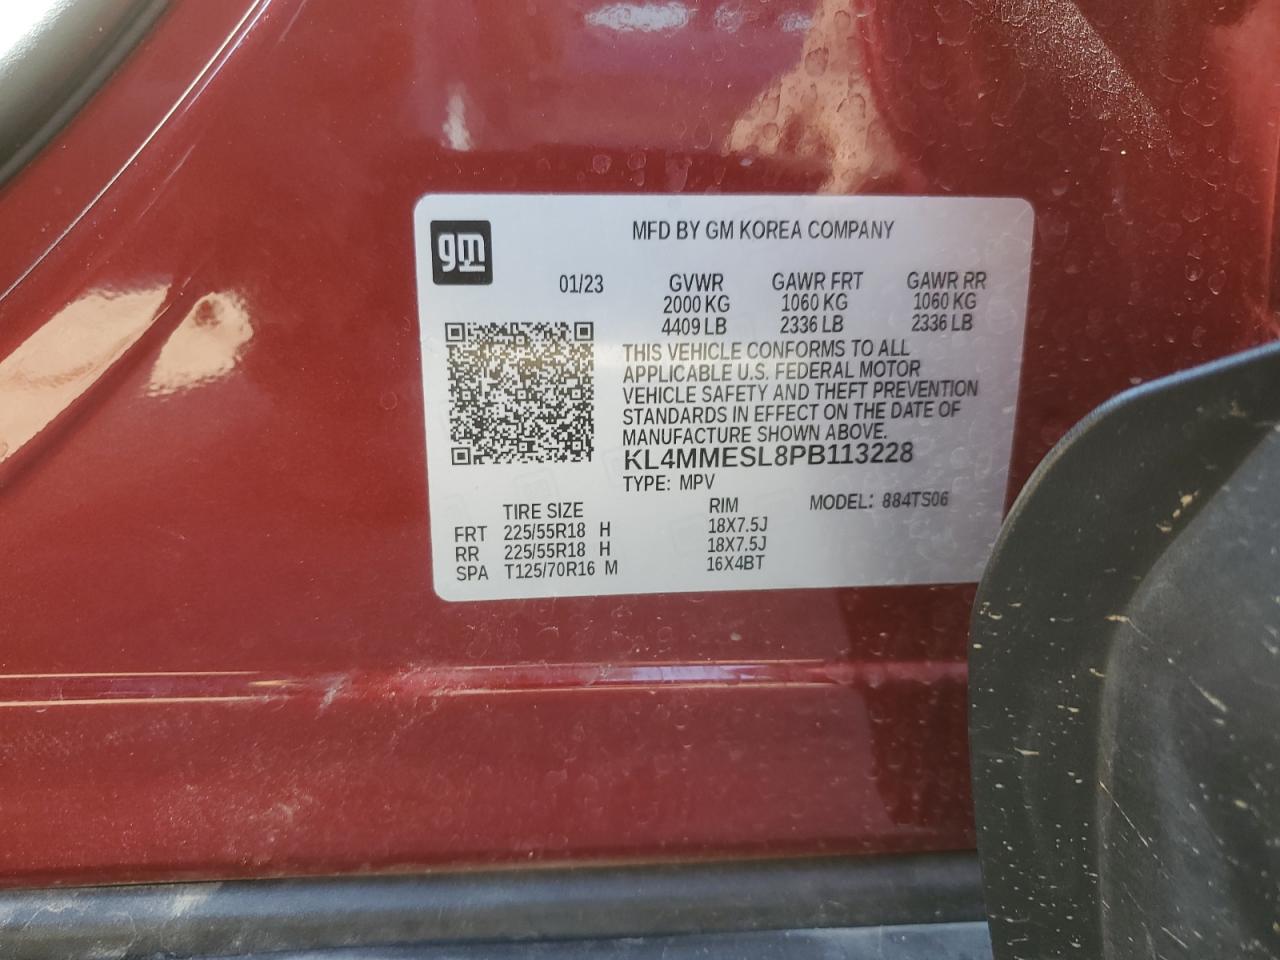 gm
MFD BY GM KOREA COMPANY
01/23 GVWR GAWR FRT GAWR RR
2000 KG 1060 KG 1060 KG
4409 LB 2336 LB 2336 LB
THIS VEHICLE CONFORMS TO ALL
APPLICABLE U.S. FEDERAL MOTOR
VEHICLE SAFETY AND THEFT PREVENTION
STANDARDS IN EFFECT ON THE DATE OF
MANUFACTURE SHOWN ABOVE.
KL4MMESL8PB113228
TYPE: MPV
MODEL: 884TS06
TIRE SIZE RIM
FRT 225/55R18 H 18X7.5J
RR 225/55R18 H 18X7.5J
SPA T125/70R16 M 16X4BT